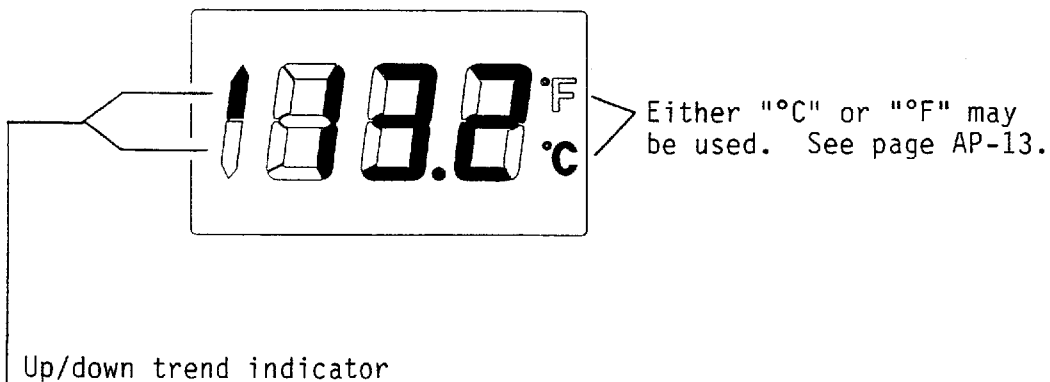 13.2
°F
°C
Either "°C" or "°F" may
be used. See page AP-13.
Up/down trend indicator